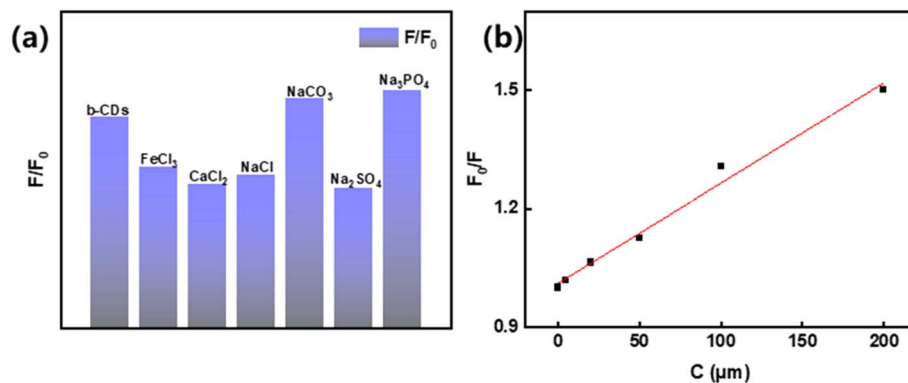 (a)
F/F₀
b-CDs
FeCl₃
CaCl₂
NaCl
NaCO₃
Na₂SO₄
Na₃PO₄
F/F₀
(b)
1.5
1.2
0.9
F₀/F
0 50 100 150 200
C (μm)